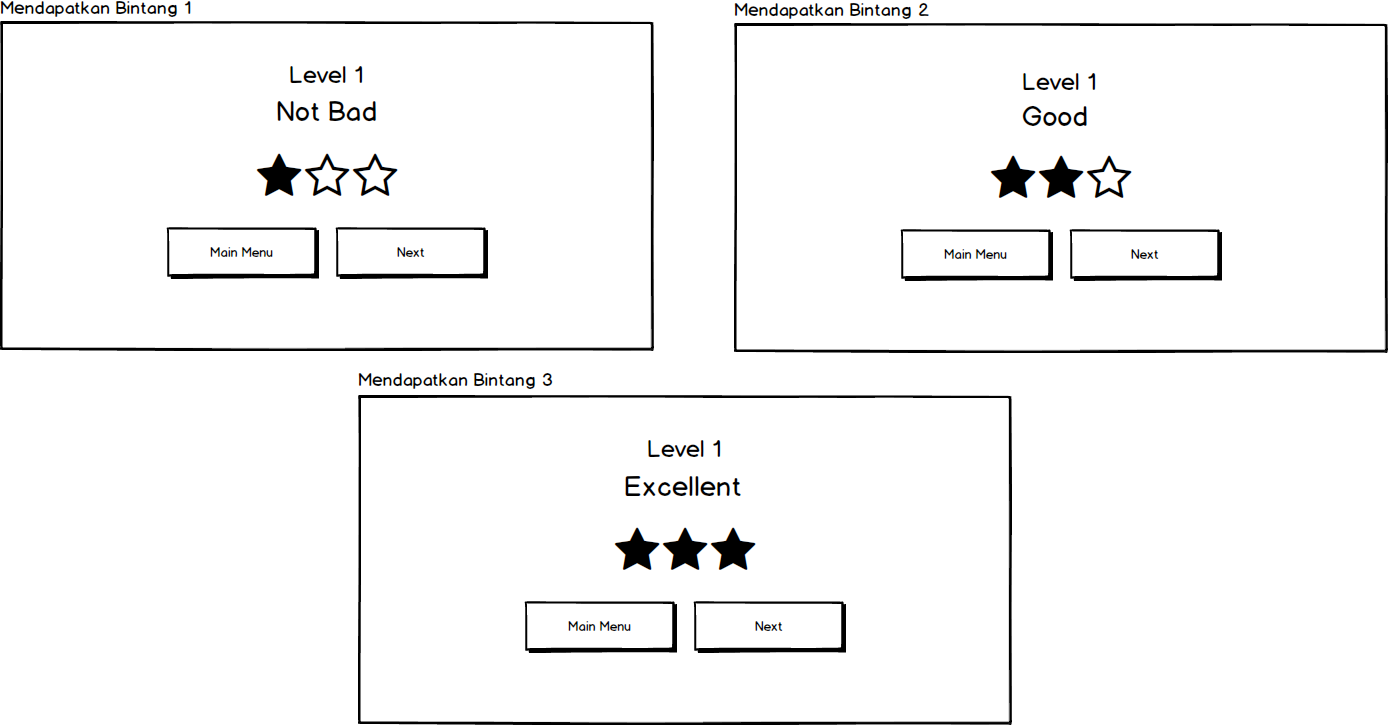 Mendapatkan Bintang 1
Level 1
Not Bad
Main Menu
Next
Mendapatkan Bintang 2
Level 1
Good
Main Menu
Next
Mendapatkan Bintang 3
Level 1
Excellent
Main Menu
Next